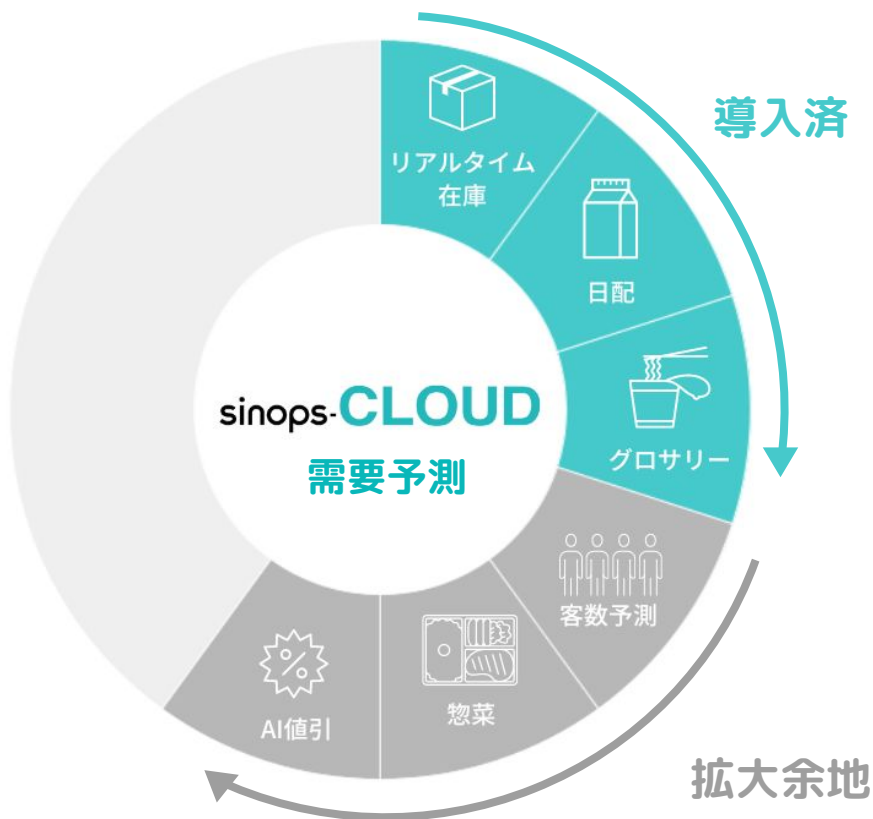 導入済
リアルタイム
在庫
日配
グロサリー
sinops-CLOUD
需要予測
客数予測
惣菜
AI値引
拡大余地